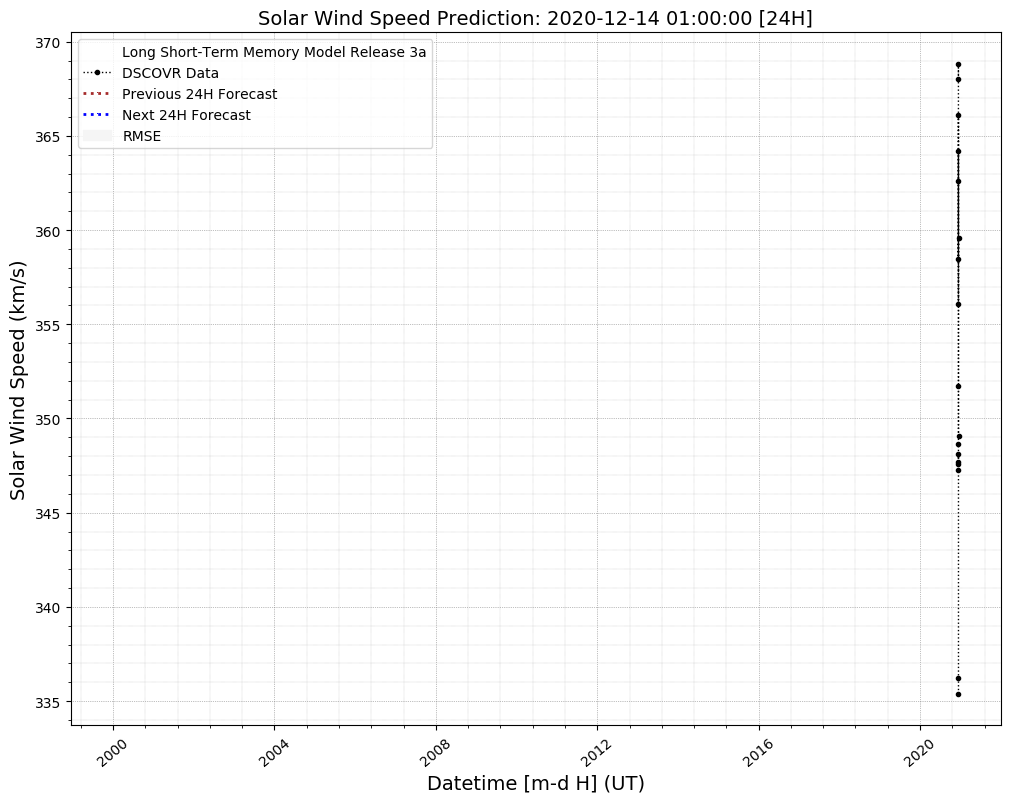 Solar Wind Speed Prediction: 2020-12-14 01:00:00 [24H]
Long Short-Term Memory Model Release 3a
DSCOVR Data
Previous 24H Forecast
Next 24H Forecast
RMSE
Solar Wind Speed (km/s)
370
365
360
355
350
345
340
335
2000
2004
2008
2012
2016
2020
Datetime [m-d H] (UT)